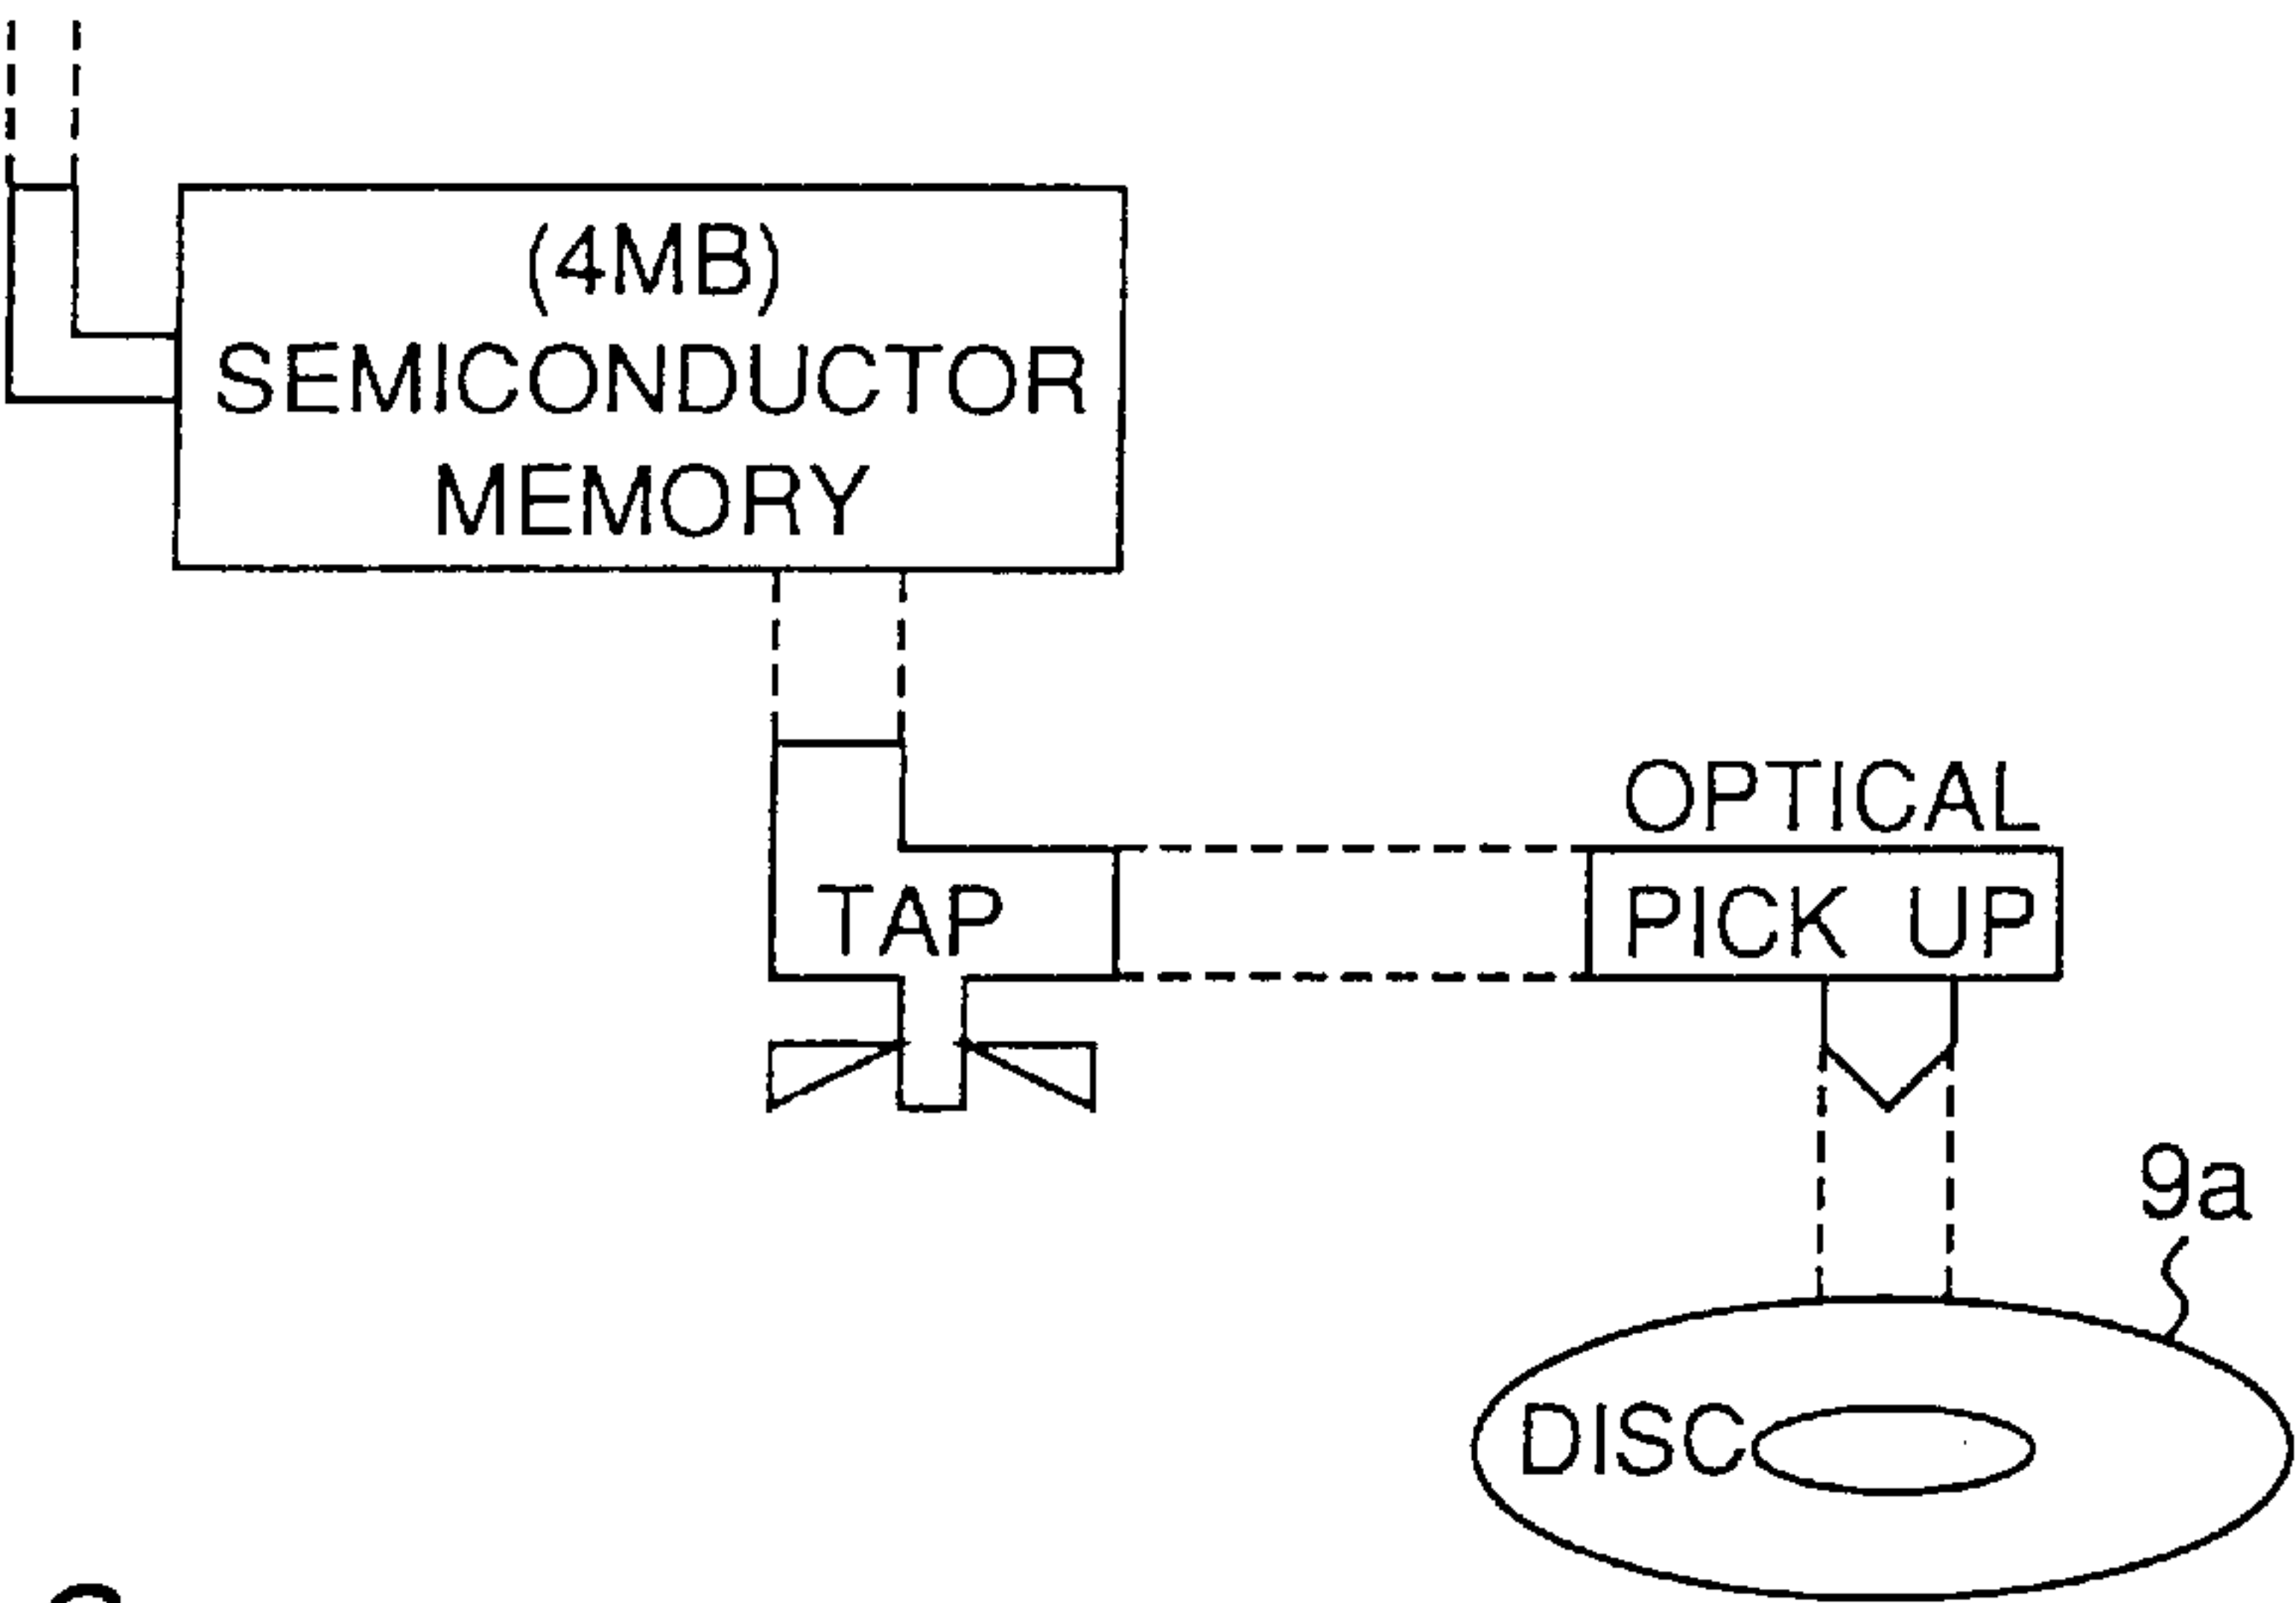 (4MB)
SEMICONDUCTOR
MEMORY
OPTICAL
PICK UP
TAP
9a
DISC